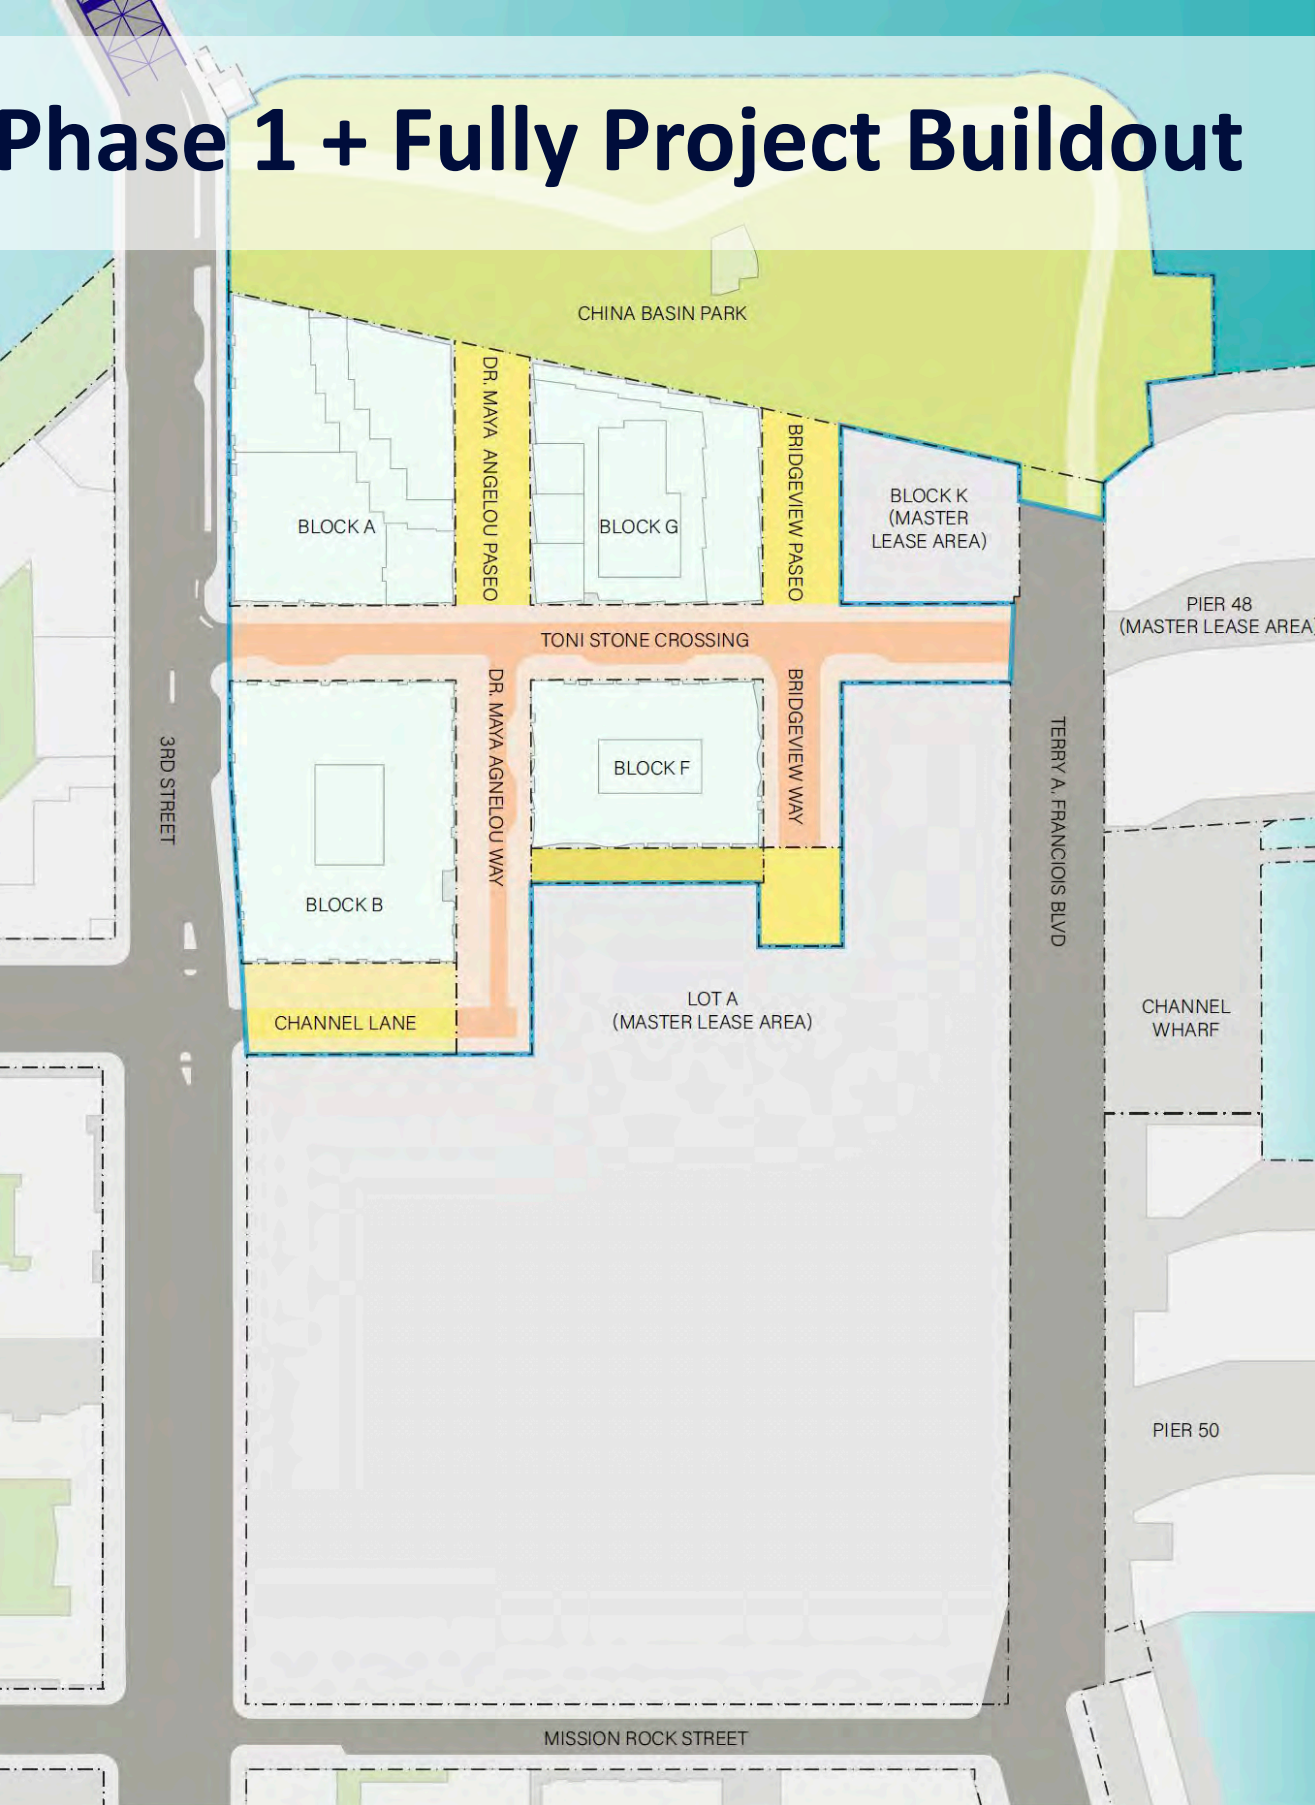 Phase 1 + Fully Project Buildout
CHINA BASIN PARK
DR. MAYA ANGELOU PASEO
BRIDGEVIEW PASEO
BLOCK K
(MASTER
LEASE AREA)
BLOCK A
BLOCK G
PIER 48
(MASTER LEASE AREA)
TONI STONE CROSSING
3RD STREET
DR. MAYA AGNELOU WAY
BLOCK F
BRIDGEVIEW WAY
TERRY A. FRANCIOIS BLVD
BLOCK B
LOT A
(MASTER LEASE AREA)
CHANNEL LANE
CHANNEL
WHARF
PIER 50
MISSION ROCK STREET